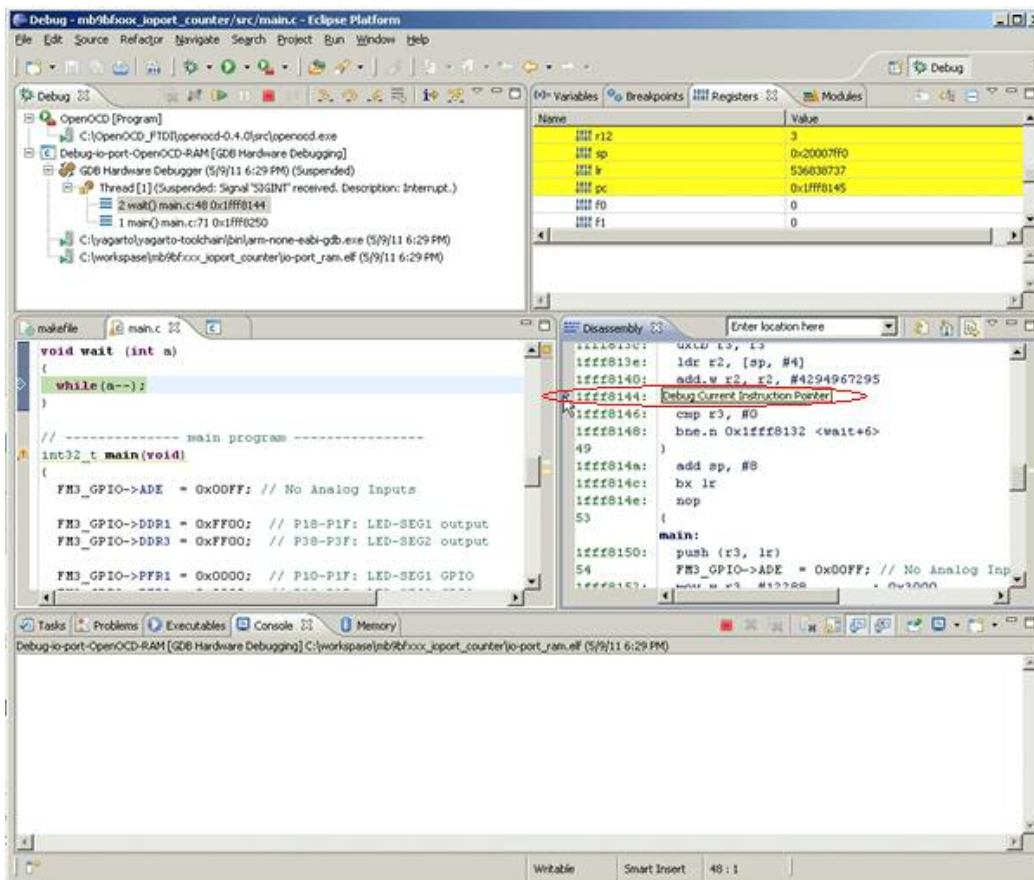 Debug - mb9bfxxx_ioport_counter/src/main.c - Eclipse Platform
File Edit Source Refactor Navigate Search Project Run Window Help
Debug
Debug
OpenOCD [Program]
C:\OpenOCD_FTDI\openocd-0.4.0\src\openocd.exe
Debug-io-port-OpenOCD-RAM [GDB Hardware Debugging]
GDB Hardware Debugger (5/9/11 6:29 PM) (Suspended)
Thread [1] (Suspended: Signal 'SIGINT' received. Description: Interrupt.)
2 wait() main.c:48 0x1fff8144
1 main() main.c:71 0x1fff8250
C:\yagarto\yagarto-toolchain\bin\arm-none-eabi-gdb.exe (5/9/11 6:29 PM)
C:\workspase\mb9bfxxx_ioport_counter\io-port_ram.elf (5/9/11 6:29 PM)
(x)= Variables Breakpoints Registers Modules
Name Value
r12 3
sp 0x20007ff0
lr 536838737
pc 0x1fff8145
f0 0
f1 0
makefile main.c
void wait (int a)
{
while(a--);
}
// -------------- main program ----------------
int32_t main(void)
{
FM3_GPIO->ADE = 0x00FF; // No Analog Inputs
FM3_GPIO->DDR1 = 0xFF00; // P18-P1F: LED-SEG1 output
FM3_GPIO->DDR3 = 0xFF00; // P38-P3F: LED-SEG2 output
FM3_GPIO->PFR1 = 0x0000; // P10-P1F: LED-SEG1 GPIO
Disassembly Enter location here
1fff813c: uxtb r3, r3
1fff813e: ldr r2, [sp, #4]
1fff8140: add.w r2, r2, #4294967295
1fff8144: Debug Current Instruction Pointer
1fff8146: cmp r3, #0
1fff8148: bne.n 0x1fff8132 <wait+6>
49 }
1fff814a: add sp, #8
1fff814c: bx lr
1fff814e: nop
53 {
main:
1fff8150: push {r3, lr}
54 FM3_GPIO->ADE = 0x00FF; // No Analog Inp
1fff8152: mov.w r3, #12288 ; 0x3000
Tasks Problems Executables Console Memory
Debug-io-port-OpenOCD-RAM [GDB Hardware Debugging] C:\workspase\mb9bfxxx_ioport_counter\io-port_ram.elf (5/9/11 6:29 PM)
Writable Smart Insert 48 : 1